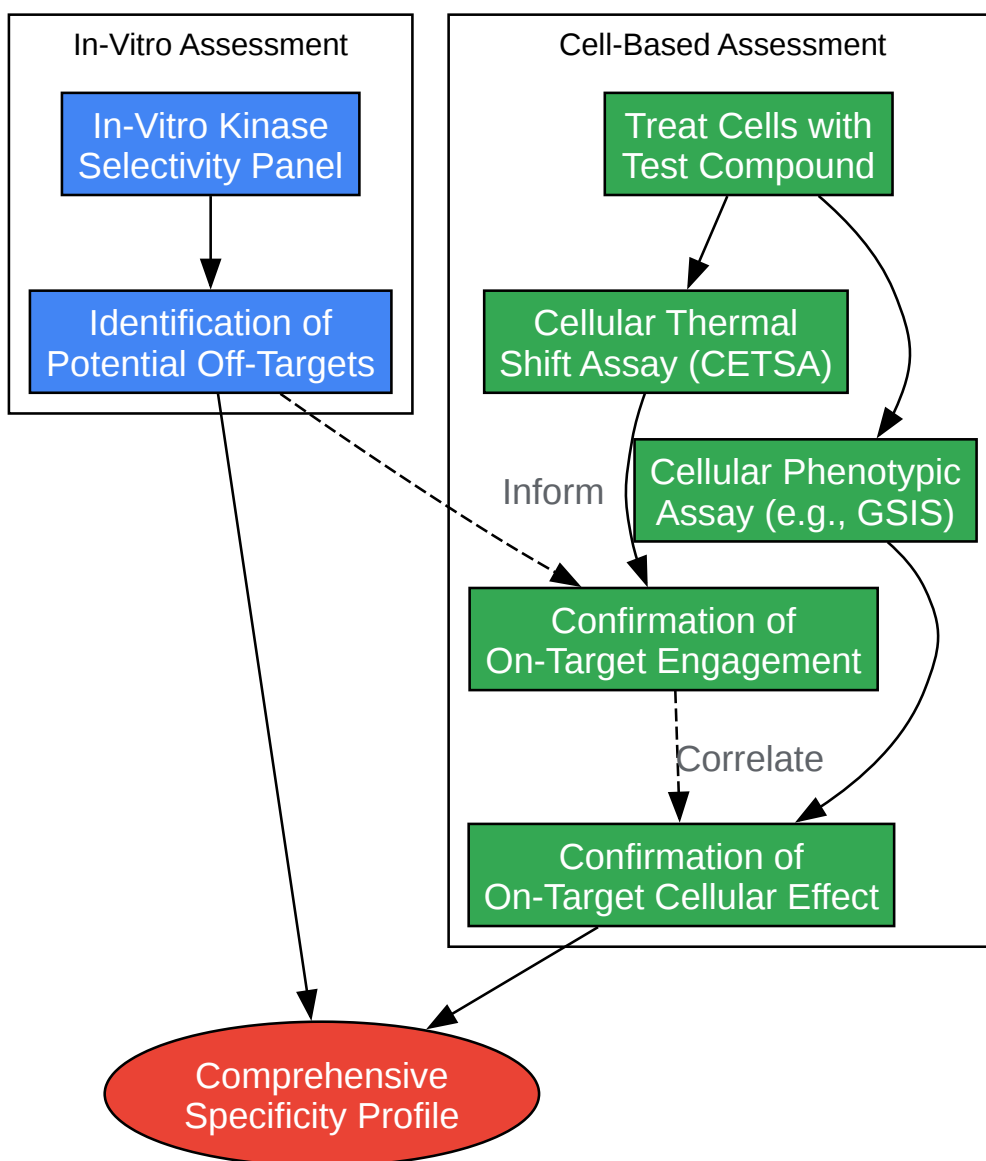 In-Vitro Assessment
In-Vitro Kinase
Selectivity Panel
Identification of
Potential Off-Targets
Cell-Based Assessment
Treat Cells with
Test Compound
Cellular Thermal
Shift Assay (CETSA)
Cellular Phenotypic
Assay (e.g., GSIS)
Inform
Confirmation of
On-Target Engagement
Correlate
Confirmation of
On-Target Cellular Effect
Comprehensive
Specificity Profile